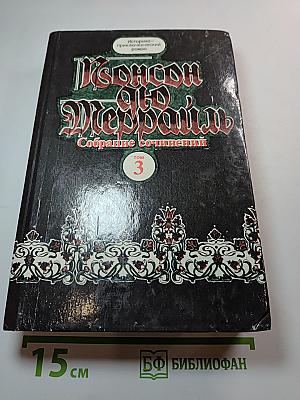 Историко-
приключенческий
роман
Понсон
дю
Террайль
Собрание сочинений
том
3
15 см
БФ БИБЛИОФАН